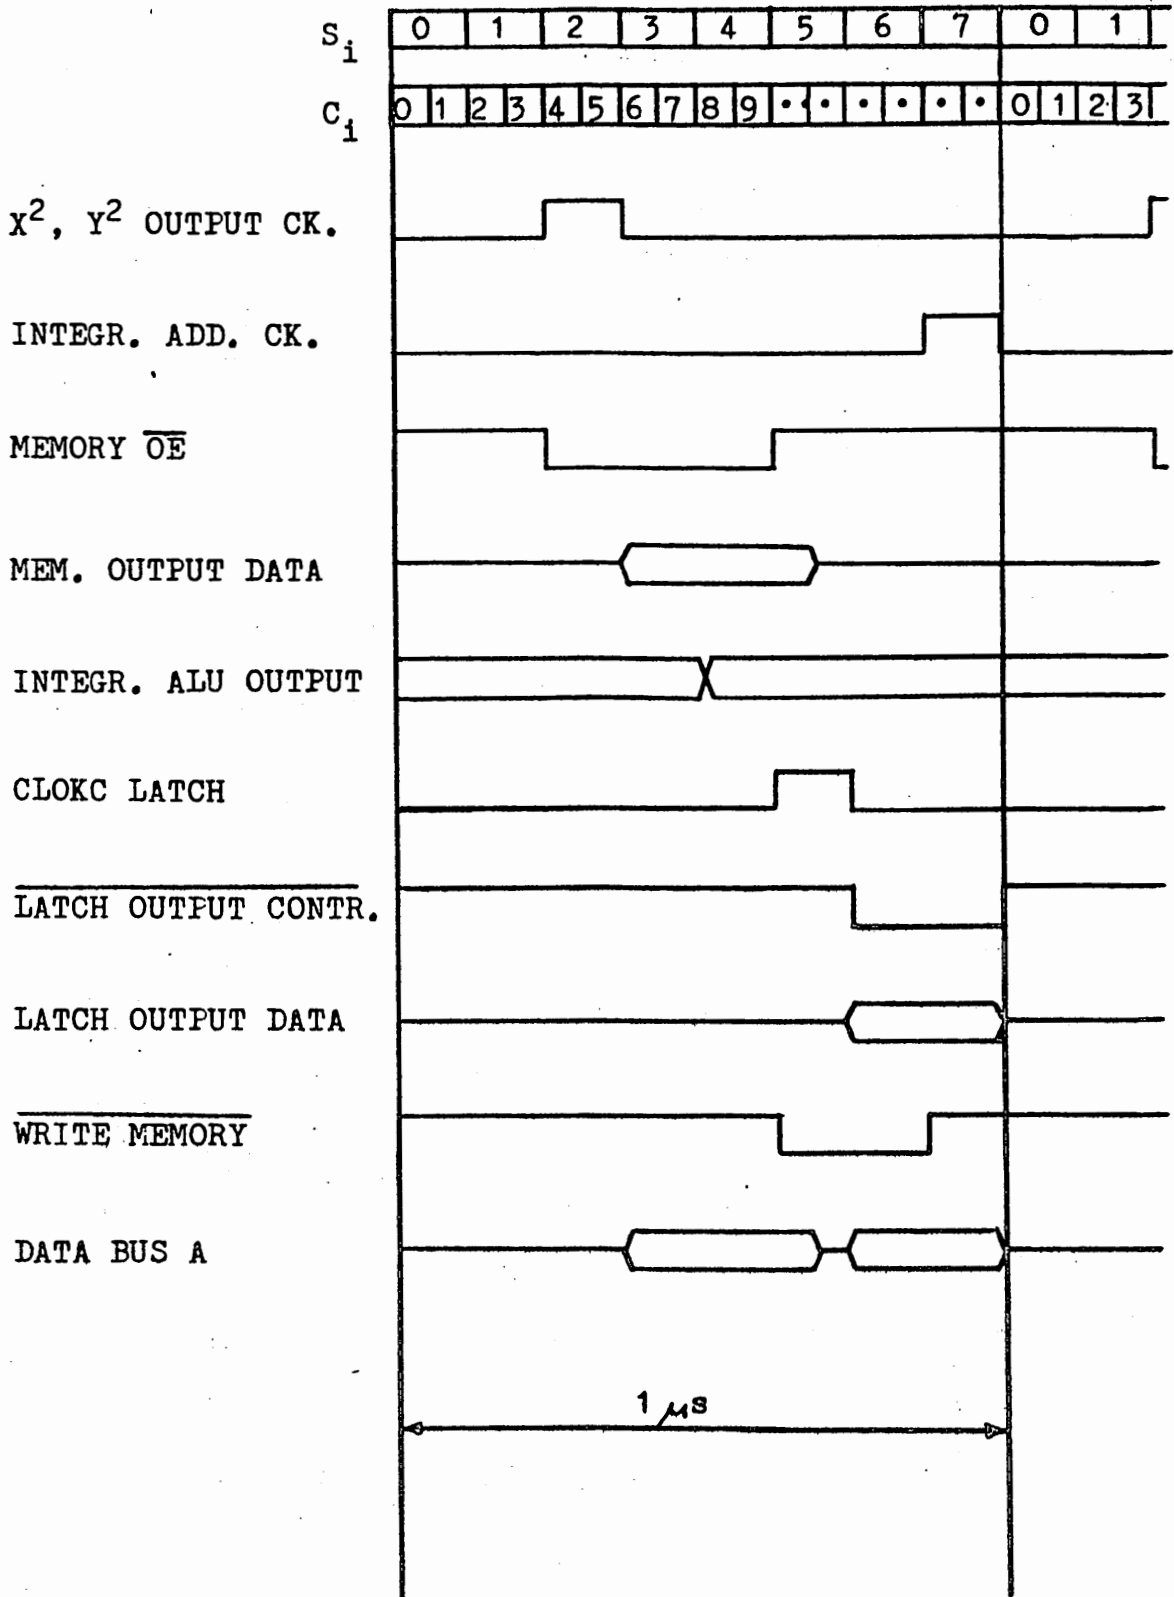 Si 0 1 2 3 4 5 6 7 0 1
Ci 0 1 2 3 4 5 6 7 8 9 • • • • • • 0 1 2 3
X², Y² OUTPUT CK.
INTEGR. ADD. CK.
MEMORY O̅E̅
MEM. OUTPUT DATA
INTEGR. ALU OUTPUT
CLOKC LATCH
LATCH OUTPUT CONTR.
LATCH OUTPUT DATA
WRITE MEMORY
DATA BUS A
1 μs